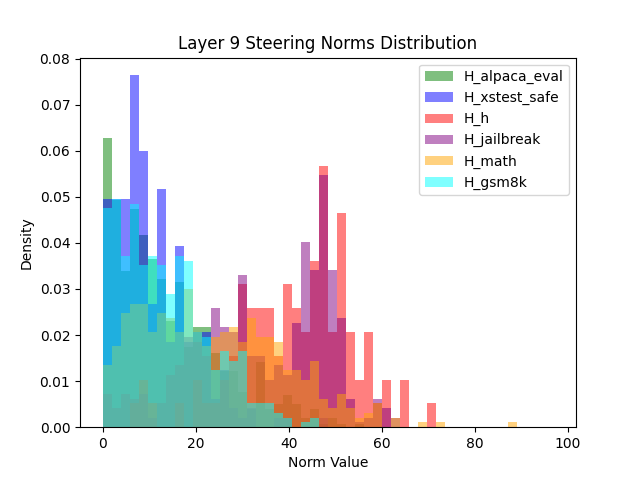 Layer 9 Steering Norms Distribution
0.08
0.07
0.06
0.05
0.04
0.03
0.02
0.01
0.00
Density
H_alpaca_eval
H_xstest_safe
H_h
H_jailbreak
H_math
H_gsm8k
0 20 40 60 80 100
Norm Value